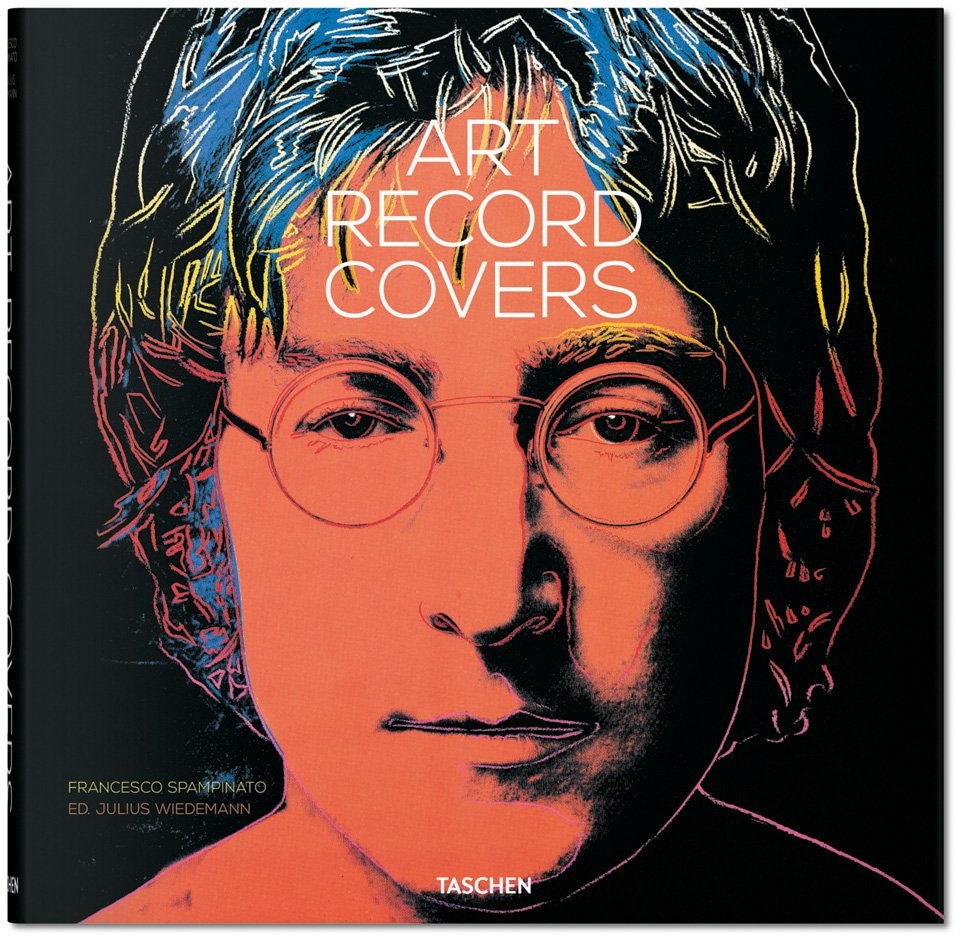 ART
RECORD
COVERS
FRANCESCO SPAMPINATO
ED. JULIUS WIEDEMANN
TASCHEN